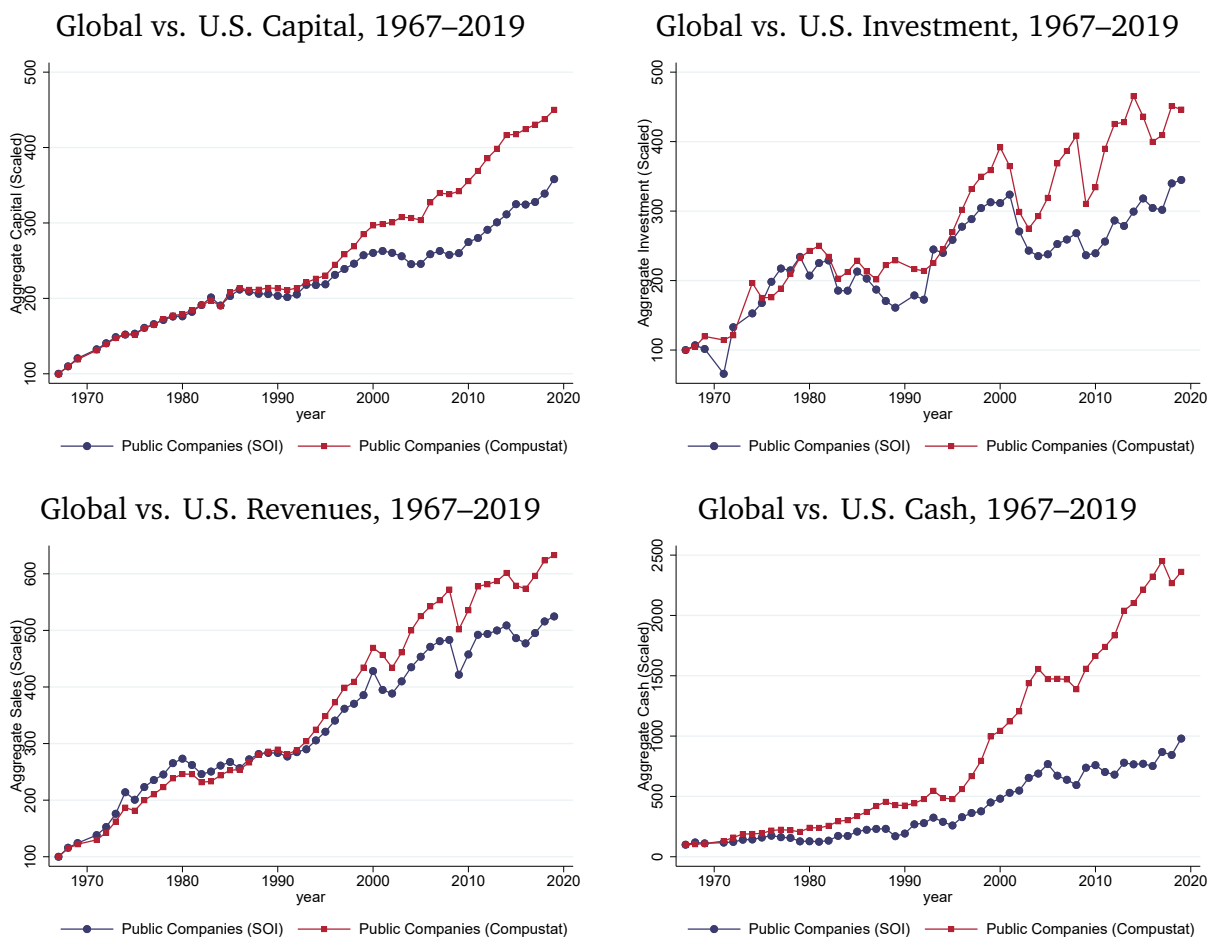 Global vs. U.S. Capital, 1967–2019
500
400
300
200
100
Aggregate Capital (Scaled)
1970 1980 1990 2000 2010 2020
year
Public Companies (SOI) Public Companies (Compustat)
Global vs. U.S. Investment, 1967–2019
500
400
300
200
100
Aggregate Investment (Scaled)
1970 1980 1990 2000 2010 2020
year
Public Companies (SOI) Public Companies (Compustat)
Global vs. U.S. Revenues, 1967–2019
600
500
400
300
200
100
Aggregate Sales (Scaled)
1970 1980 1990 2000 2010 2020
year
Public Companies (SOI) Public Companies (Compustat)
Global vs. U.S. Cash, 1967–2019
2500
2000
1500
1000
500
0
Aggregate Cash (Scaled)
1970 1980 1990 2000 2010 2020
year
Public Companies (SOI) Public Companies (Compustat)